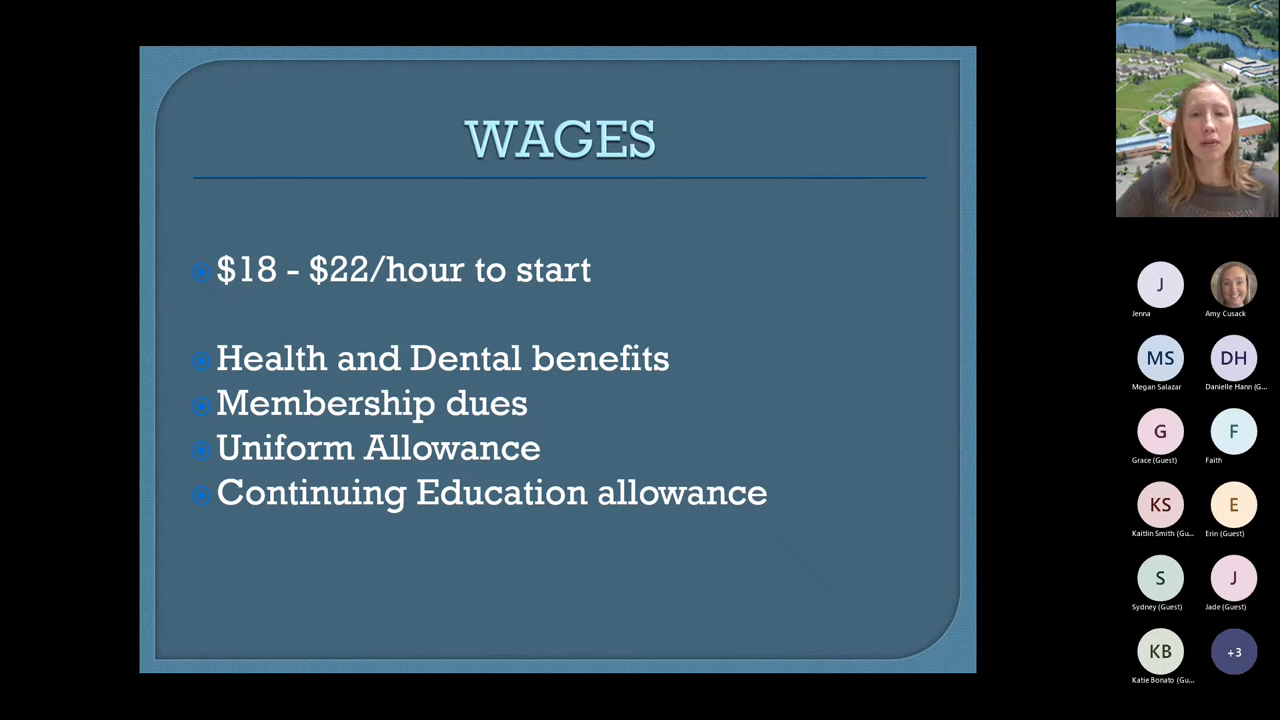 WAGES
$18 - $22/hour to start
Health and Dental benefits
Membership dues
Uniform Allowance
Continuing Education allowance
J
Jenna
Amy Cusack
MS
DH
Megan Salazar
Danielle Hann (G...
G
F
Grace (Guest)
Faith
KS
E
Kaitlin Smith (Gu...
Erin (Guest)
S
J
Sydney (Guest)
Jade (Guest)
KB
+3
Katie Bonato (Gu...